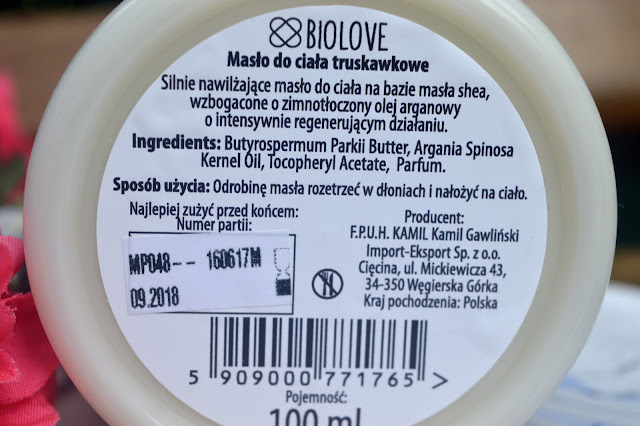 BIOLOVE
Masło do ciała truskawkowe
Silnie nawilżające masło do ciała na bazie masła shea,
wzbogacone o zimnotłoczony olej arganowy
o intensywnie regenerującym działaniu.
Ingredients: Butyrospermum Parkii Butter, Argania Spinosa
Kernel Oil, Tocopheryl Acetate, Parfum.
Sposób użycia: Odrobinę masła rozetrzeć w dłoniach i nałożyć na ciało.
Najlepiej zużyć przed końcem:
Numer partii:
MP048-- 160617M
09.2018
Producent:
F.P.U.H. KAMIL Kamil Gawliński
Import-Eksport Sp. z o.o.
Cięcina, ul. Mickiewicza 43,
34-350 Węgierska Górka
Kraj pochodzenia: Polska
5 909000 771765 >
Pojemność:
100 ml